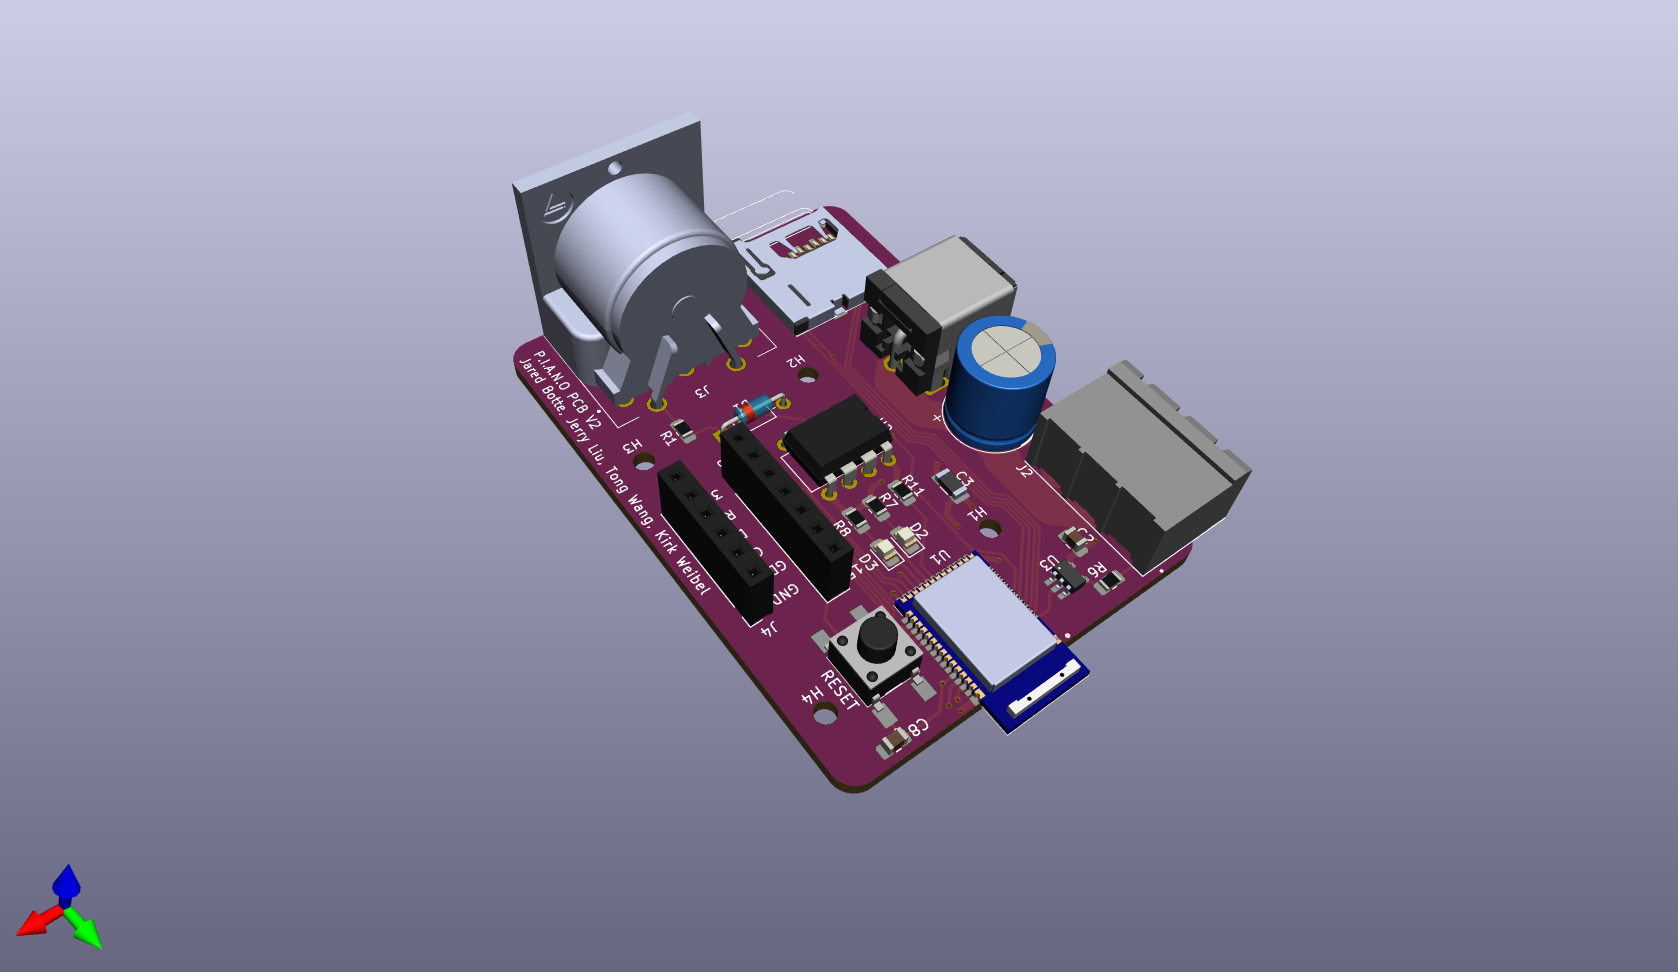 P.I.A.N.O PCB V2
Jared Botte, Jerry Liu, Tong Wang, Kirk Weibel
J3
H2
R1
H3
+
J2
C3
R11
R7
R8
H1
D2
D3
U1
C2
U3
R6
GND
J4
RESET
H4
C8